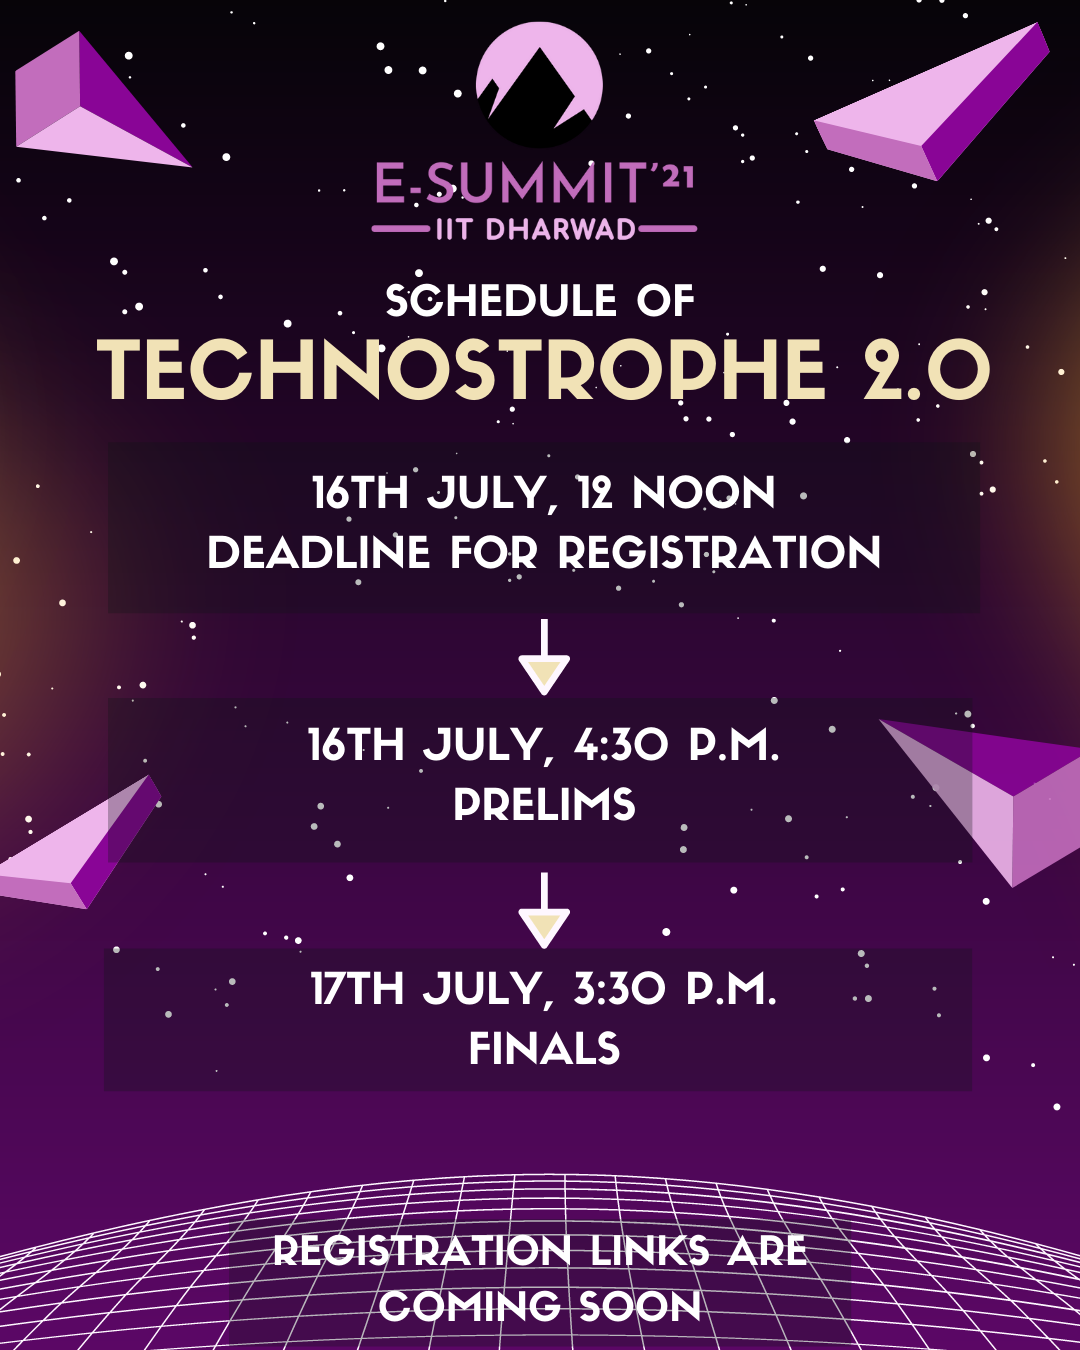 E-SUMMIT'21
IIT DHARWAD
SCHEDULE OF
TECHNOSTROPHE 2.0
16TH JULY, 12 NOON
DEADLINE FOR REGISTRATION
16TH JULY, 4:30 P.M.
PRELIMS
17TH JULY, 3:30 P.M.
FINALS
REGISTRATION LINKS ARE
COMING SOON